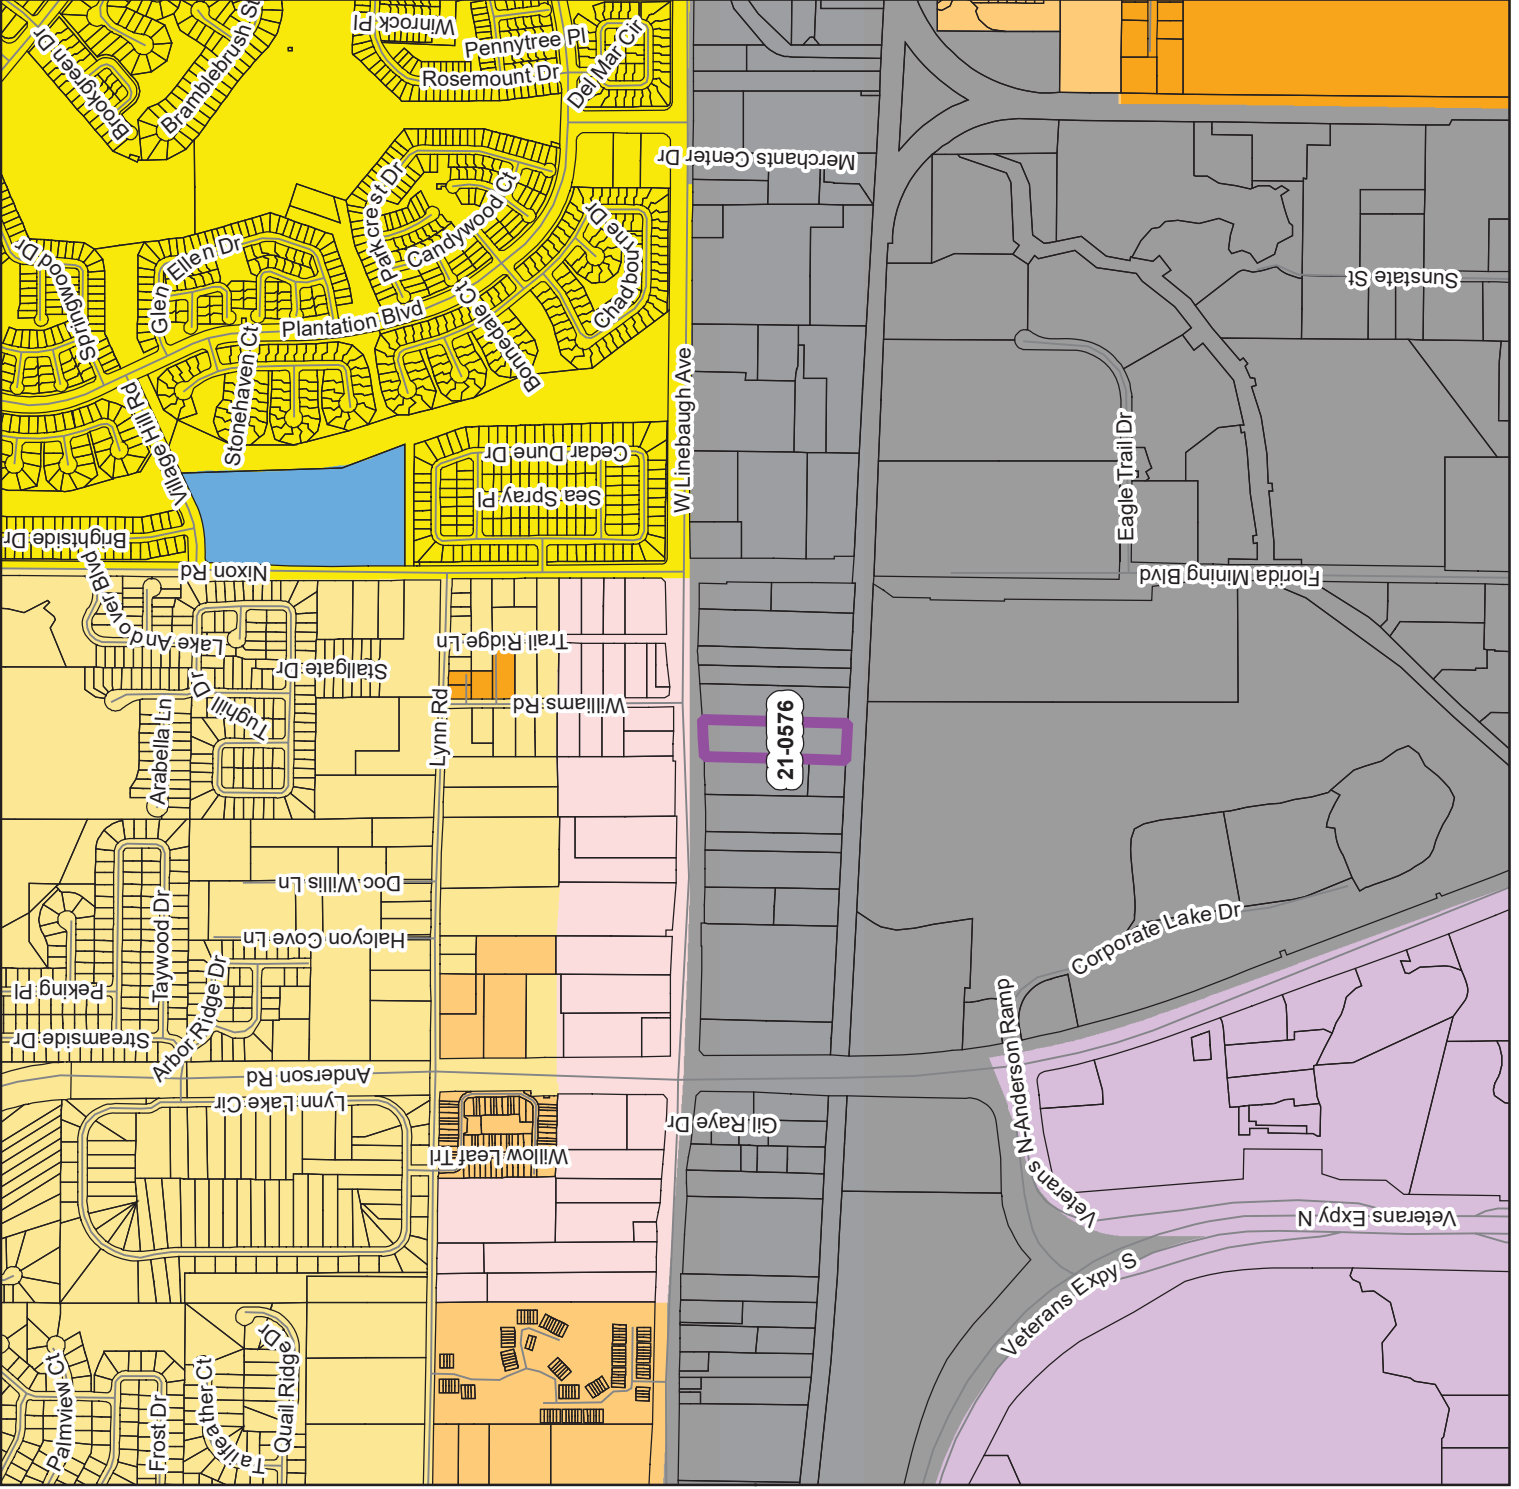 Brookgreen Dr
Bramblebrush St
Winrock Pl
Pennytree Pl
Rosemount Dr
Del Mar Cir
Merchants Center Dr
Parkcrest Dr
Candywood Ct
Chadbourne Dr
Springwood Dr
Glen Ellen Dr
Plantation Blvd
Bonnedale Ct
Stonehaven Ct
Village Hill Rd
W Linebaugh Ave
Sunstate St
Cedar Dune Dr
Sea Spray Pl
Eagle Trail Dr
Brightside Dr
Nixon Rd
Florida Mining Blvd
Lake Andover Blvd
Stallgate Dr
Trail Ridge Ln
Tughill Dr
Williams Rd
Arabella Ln
Lynn Rd
21-0576
Doc Willis Ln
Taywood Dr
Halcyon Cove Ln
Corporate Lake Dr
Peking Pl
Arbor Ridge Dr
Streamside Dr
Anderson Rd
Lynn Lake Cir
Gil Raye Dr
Willow Leaf Trl
Veterans N-Anderson Ramp
Veterans Expy N
Veterans Expy S
Palmview Ct
Frost Dr
Tailfeather Ct
Quail Ridge Dr